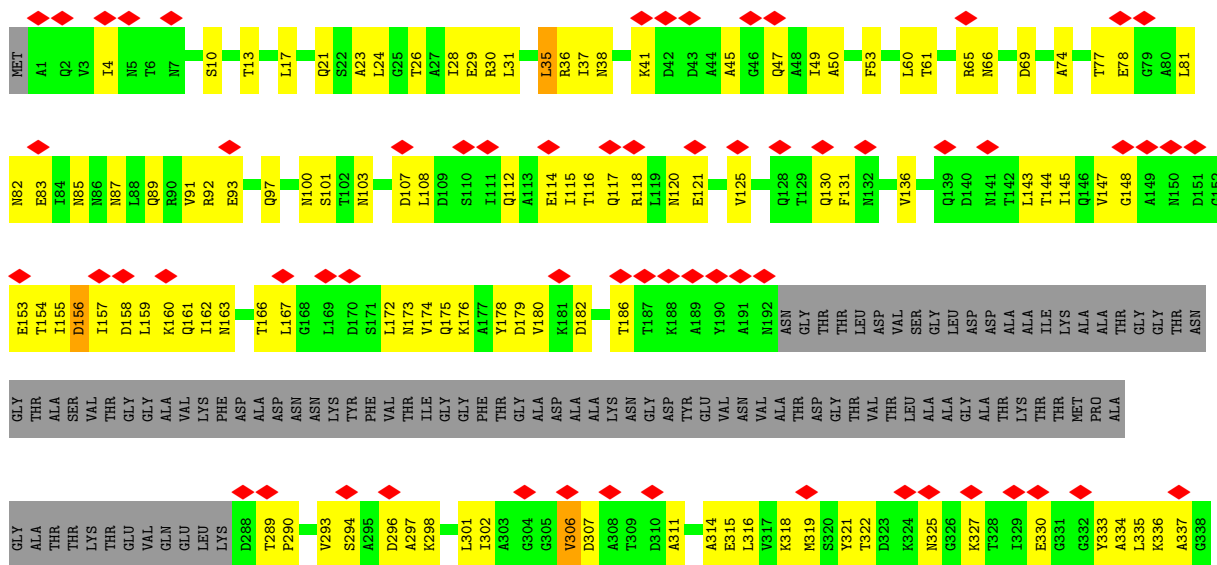 MET A1 Q2 V3 I4 N5 T6 N7 S10 T13 L17 Q21 S22 A23 L24 G25 T26 A27 I28 E29 R30 L31 L35 R36 I37 N38 K41 D42 D43 A44 A45 G46 Q47 A48 I49 A50 F53 L60 T61 R65 N66 D69 A74 T77 E78 G79 A80 L81
N82 E83 I84 N85 N86 N87 L88 Q89 R90 V91 R92 E93 Q97 N100 S101 T102 N103 D107 L108 D109 S110 I111 Q112 A113 E114 I115 T116 Q117 R118 L119 N120 E121 V125 Q128 T129 Q130 F131 N132 V136 Q139 D140 N141 T142 L143 T144 I145 Q146 V147 G148 A149 N150 D151 G152
E153 T154 I155 D156 I157 D158 L159 K160 Q161 I162 N163 T166 L167 G168 L169 D170 S171 L172 N173 V174 Q175 K176 A177 Y178 D179 V180 K181 D182 T186 T187 K188 A189 Y190 A191 N192 ASN GLY THR THR LEU ASP VAL SER GLY LEU ASP ASP ALA ALA ILE LYS ALA ALA THR GLY GLY THR ASN
GLY THR ALA SER VAL THR GLY GLY ALA VAL LYS PHE ASP ALA ASP ASN ASN LYS TYR PHE VAL THR ILE GLY GLY PHE THR GLY ALA ASP ALA ALA LYS ASN GLY ASP TYR GLU VAL ASN VAL ALA THR ASP GLY THR VAL THR LEU ALA ALA GLY ALA THR LYS THR THR MET PRO ALA
GLY ALA THR THR LYS THR GLU VAL GLN GLU LEU LYS D288 T289 P290 V293 S294 A295 D296 A297 K298 L301 I302 A303 G304 G305 V306 D307 A308 T309 D310 A311 A314 E315 L316 V317 K318 M319 S320 Y321 T322 D323 K324 N325 G326 K327 T328 I329 E330 G331 G332 Y333 A334 L335 K336 A337 G338